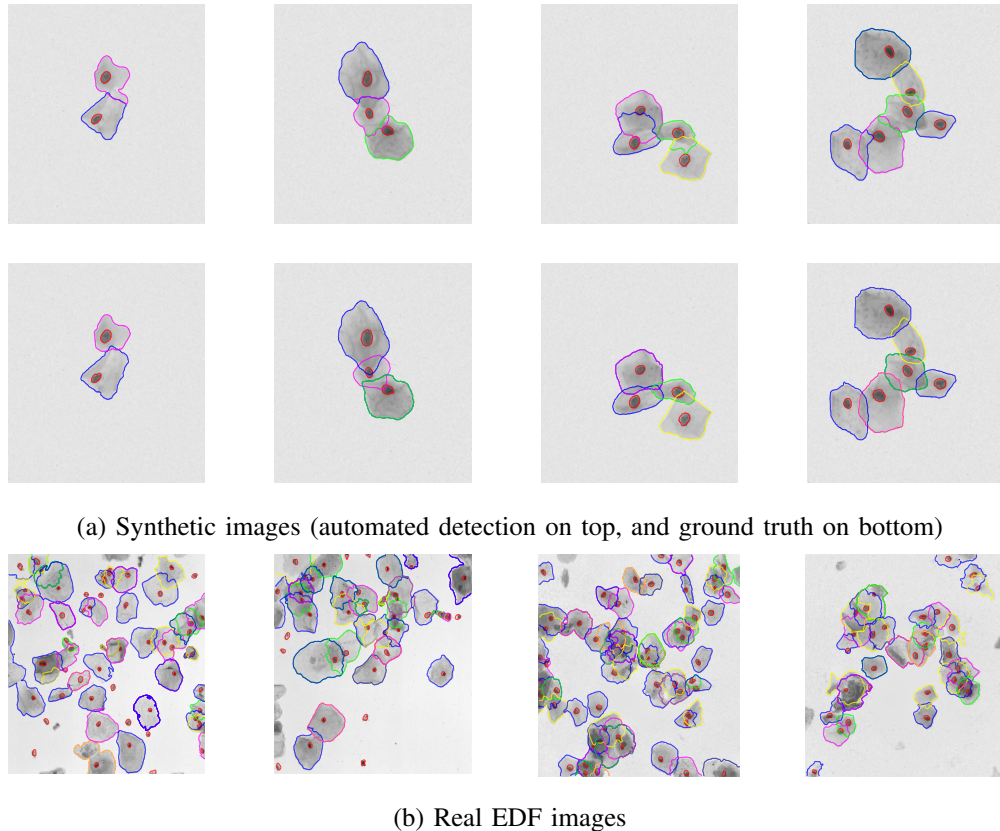 (a) Synthetic images (automated detection on top, and ground truth on bottom)
(b) Real EDF images